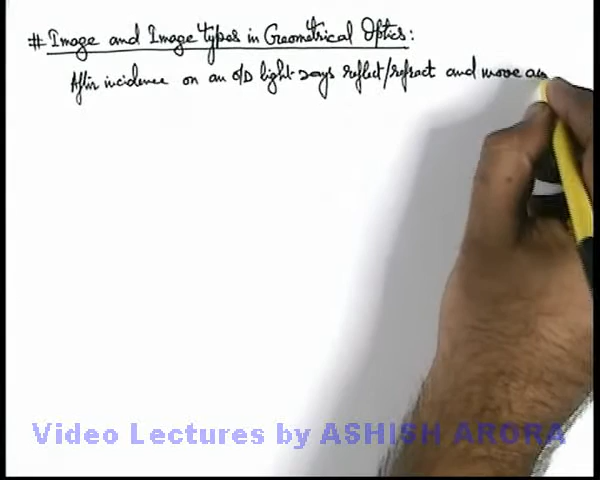 # Image and Image types in Geometrical Optics:
After incidence on an o/D light rays reflect/refract and move as
Video Lectures by ASHISH ARORA